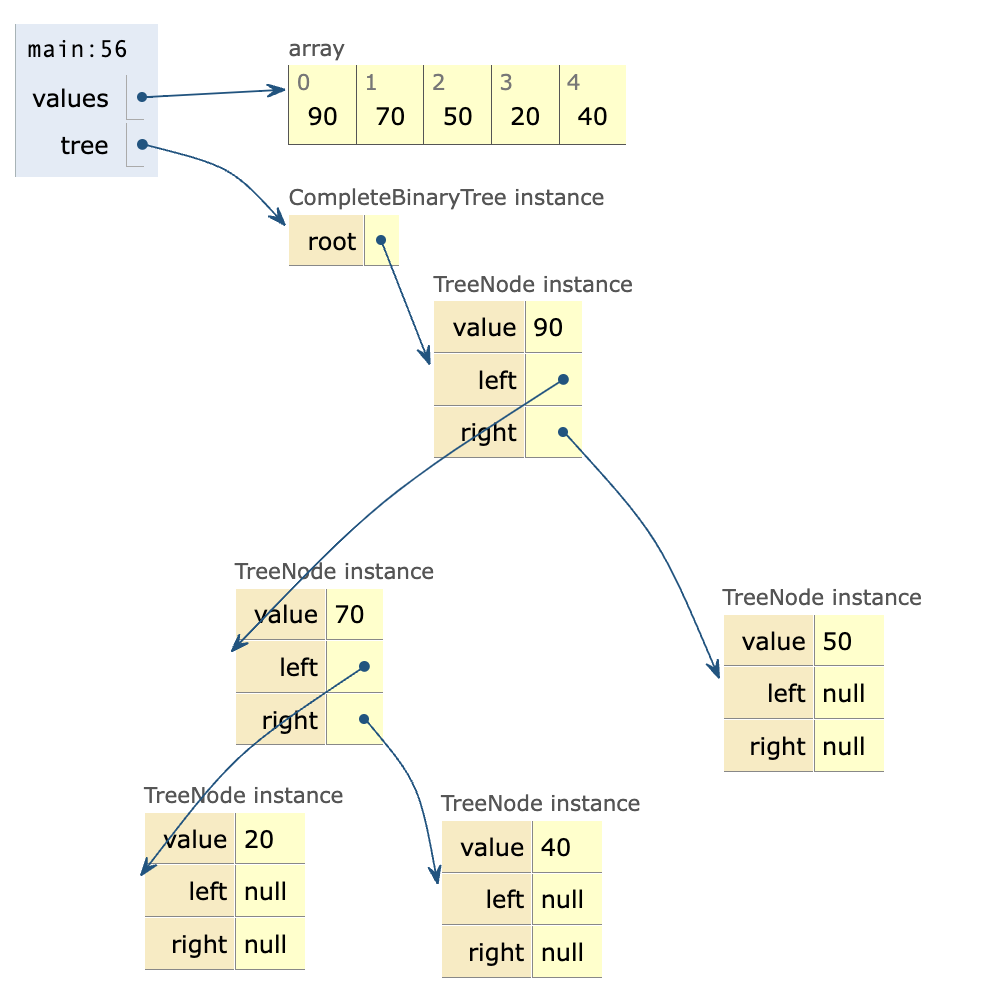 main:56
values
tree
array
0 1 2 3 4
90 70 50 20 40
CompleteBinaryTree instance
root
TreeNode instance
value 90
left
right
TreeNode instance
value 70
left
right
TreeNode instance
value 50
left null
right null
TreeNode instance
value 20
left null
right null
TreeNode instance
value 40
left null
right null